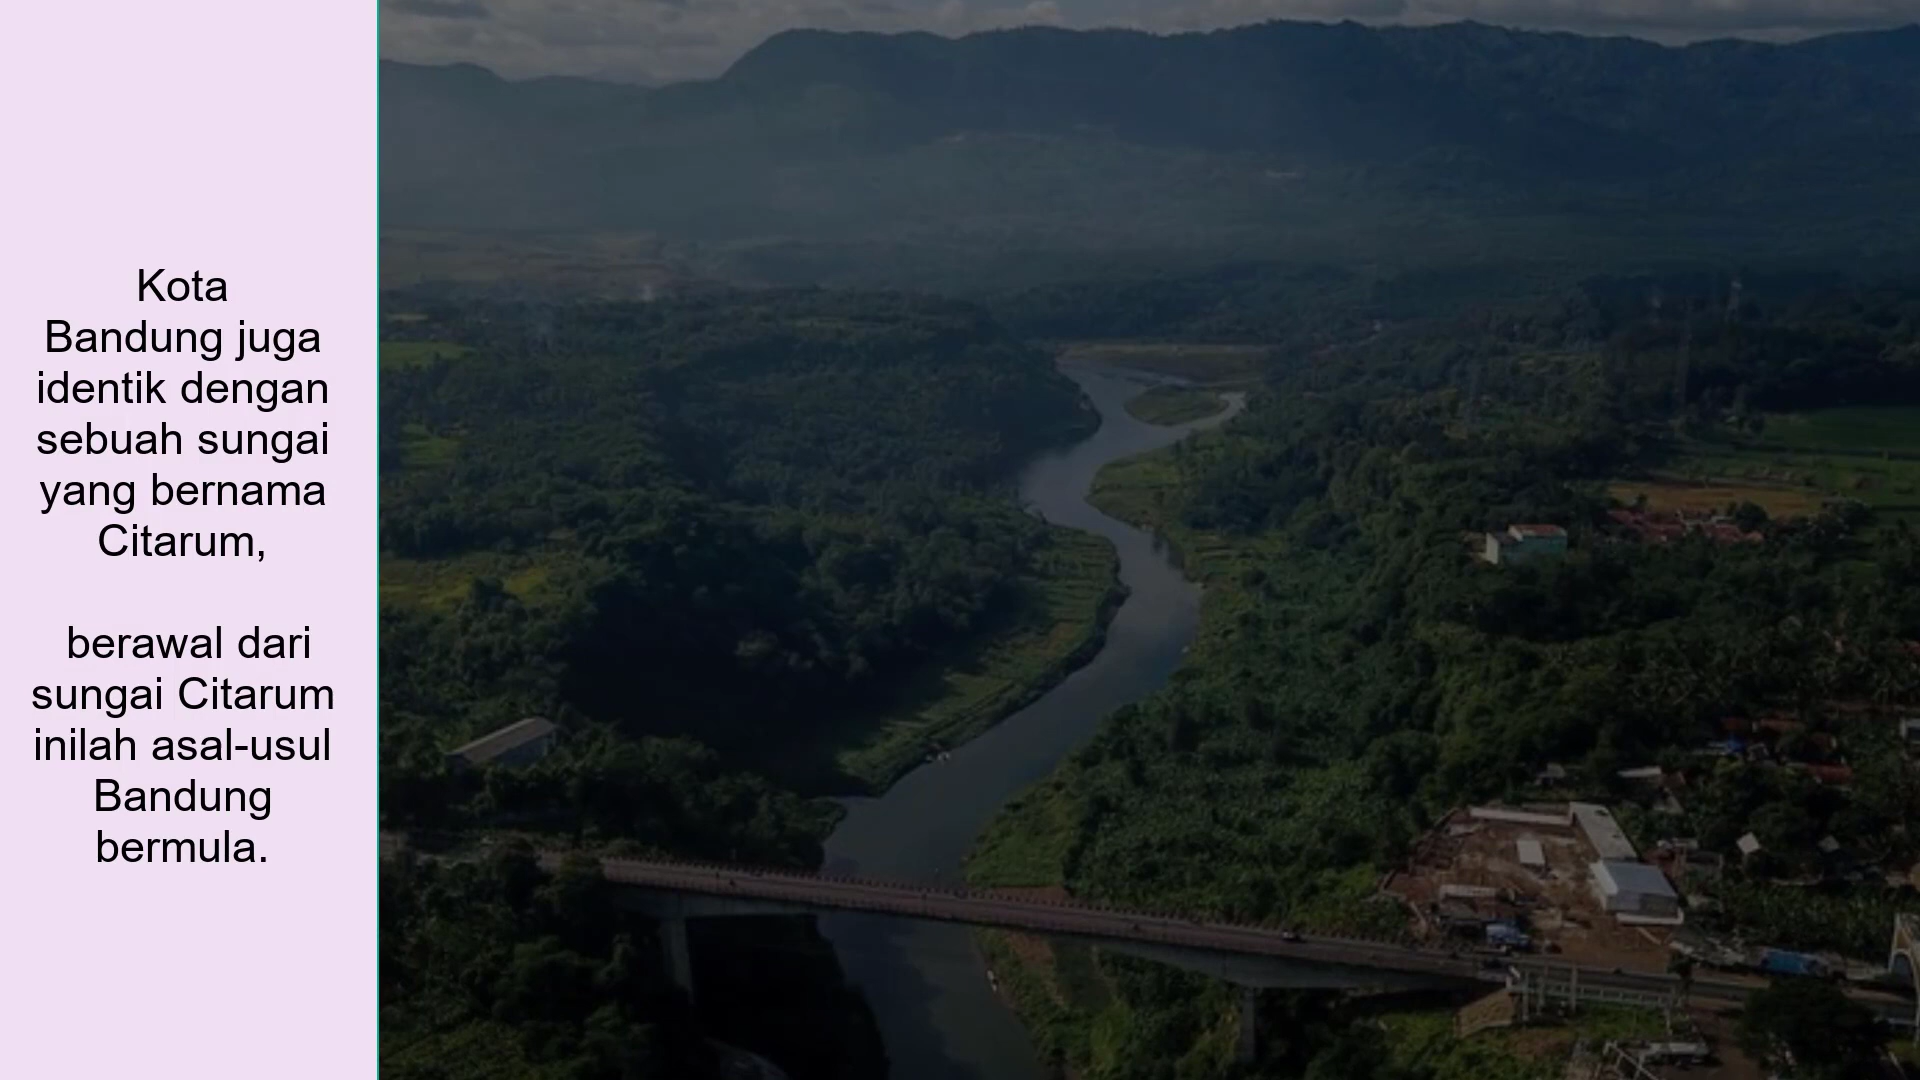 Kota
Bandung juga
identik dengan
sebuah sungai
yang bernama
Citarum,
berawal dari
sungai Citarum
inilah asal-usul
Bandung
bermula.